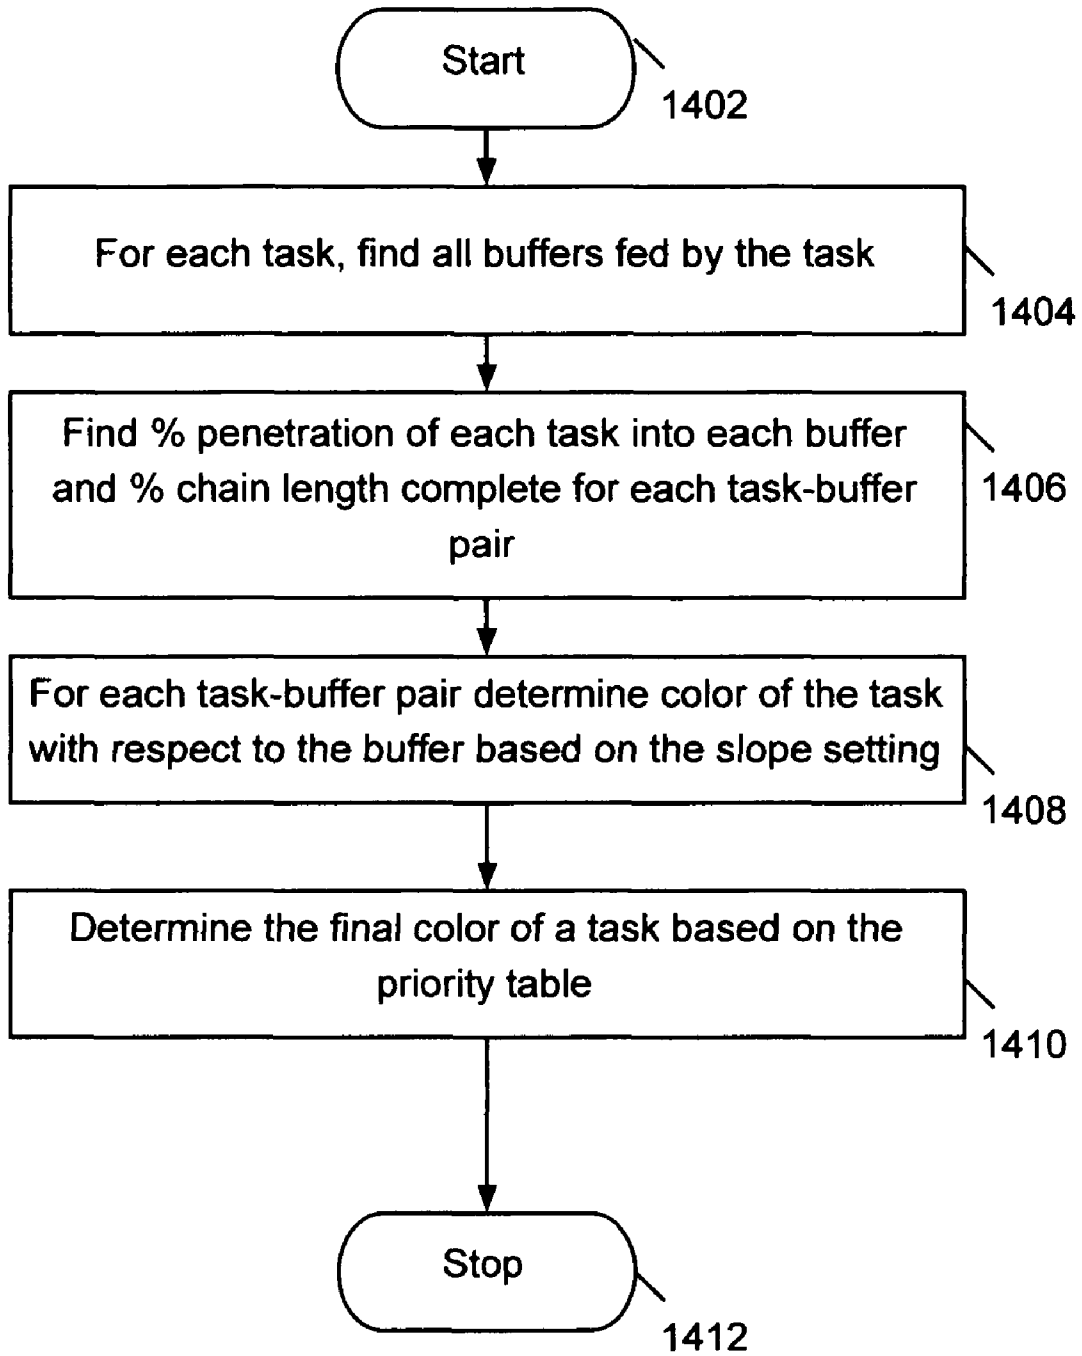 Start
1402
For each task, find all buffers fed by the task
1404
Find % penetration of each task into each buffer
and % chain length complete for each task-buffer
pair
1406
For each task-buffer pair determine color of the task
with respect to the buffer based on the slope setting
1408
Determine the final color of a task based on the
priority table
1410
Stop
1412